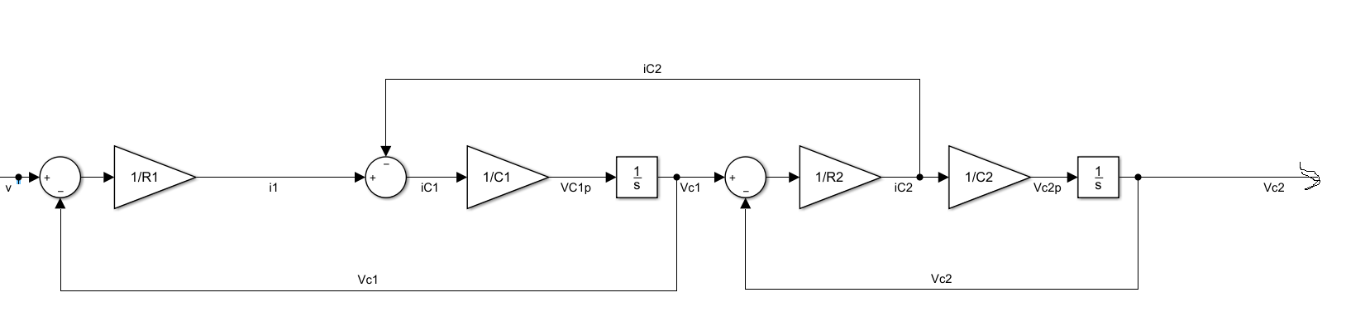 iC2
v
+
−
1/R1
i1
+
−
iC1
1/C1
VC1p
1
s
Vc1
+
−
1/R2
iC2
1/C2
Vc2p
1
s
Vc2
Vc1
Vc2